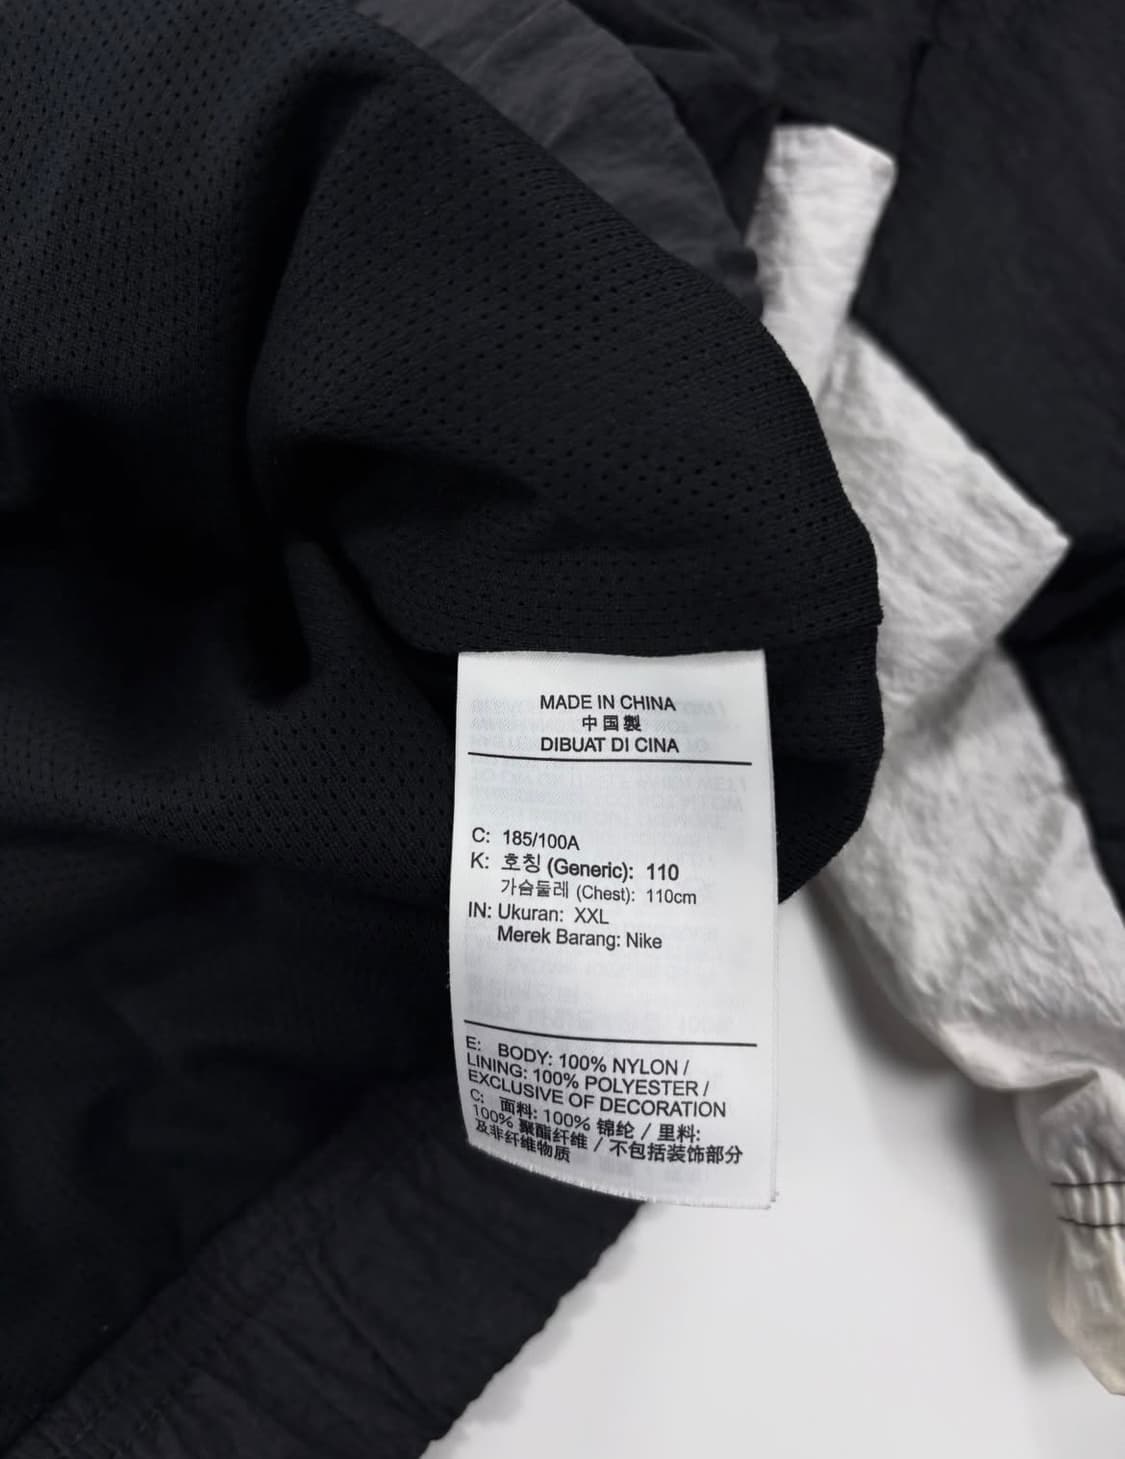 MADE IN CHINA
中国製
DIBUAT DI CINA
C: 185/100A
K: 호칭 (Generic): 110
가슴둘레 (Chest): 110cm
IN: Ukuran: XXL
Merek Barang: Nike
E: BODY: 100% NYLON /
LINING: 100% POLYESTER /
EXCLUSIVE OF DECORATION
C: 面料: 100% 锦纶 / 里料:
100% 聚酯纤维 / 不包括装饰部分
及非纤维物质